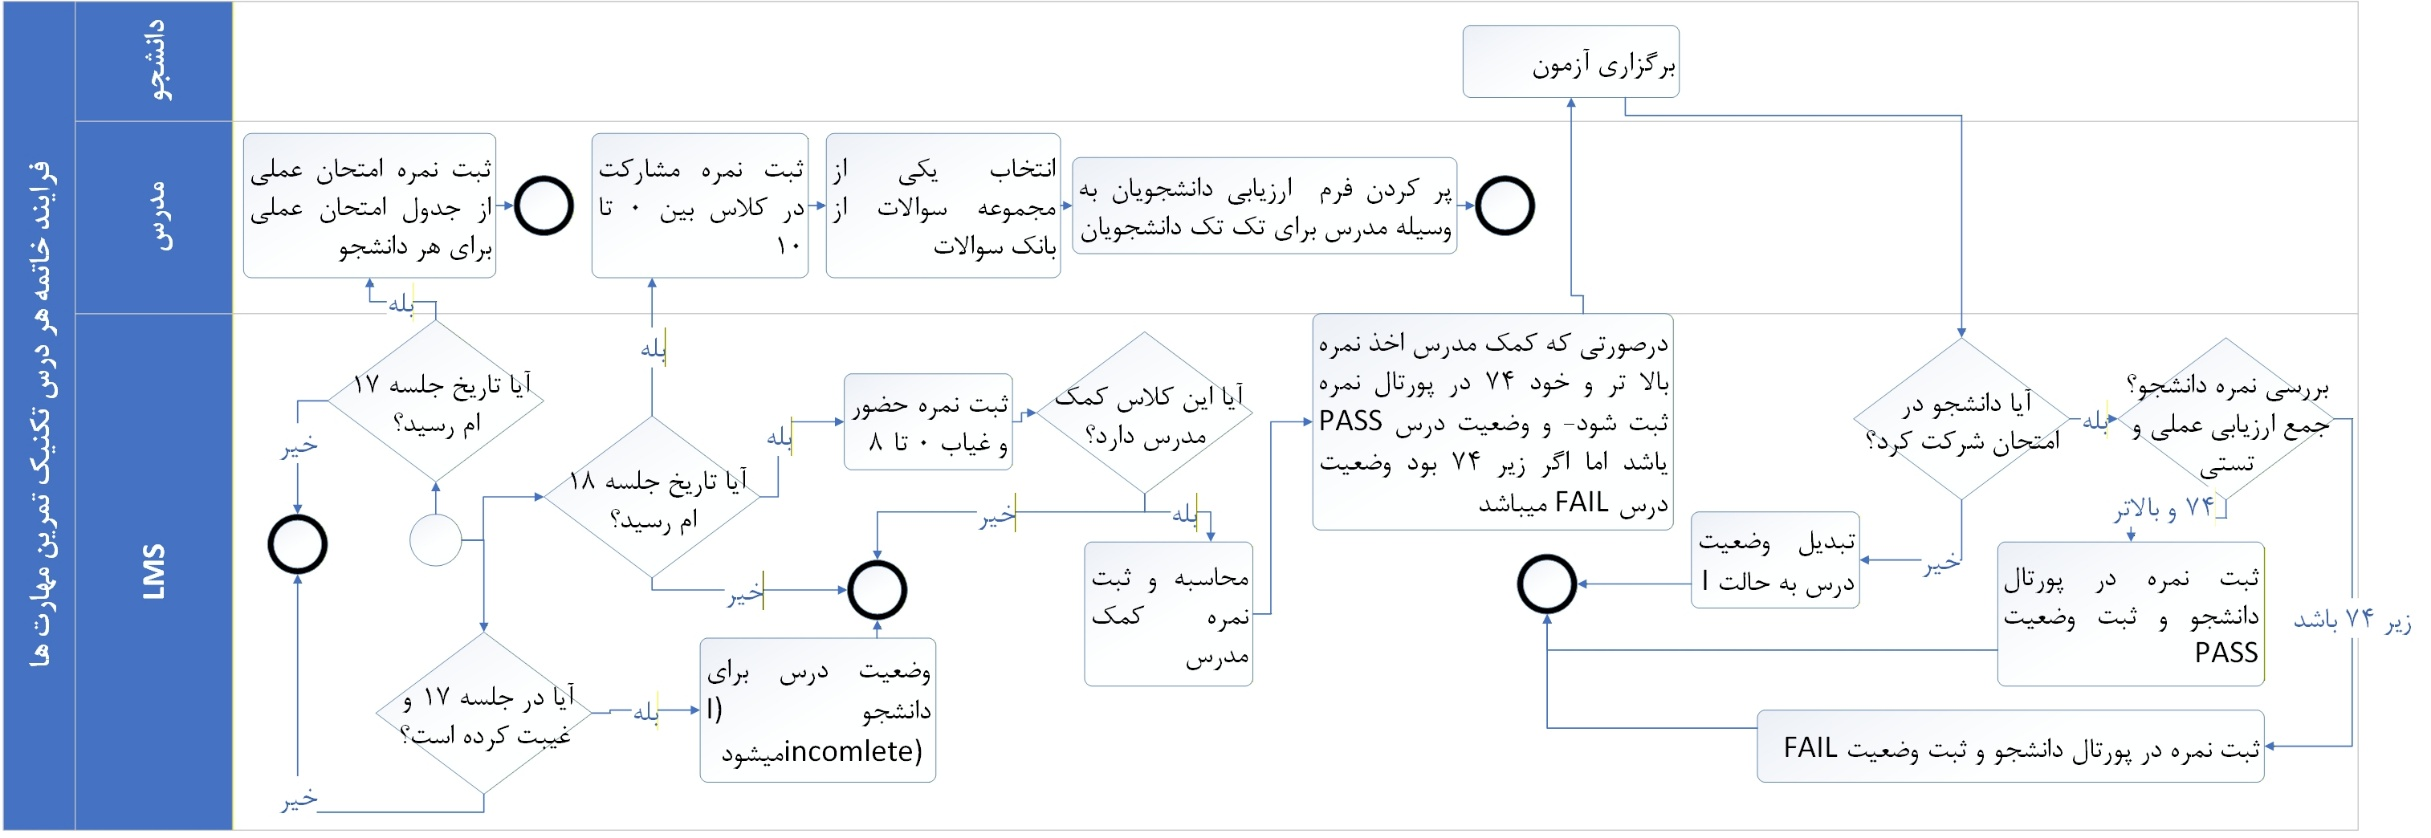 فرایند خاتمه هر درس تکنیک تمرین مهارت ها
دانشجو
برگزاری آزمون
مدرس
ثبت نمره امتحان عملی
از جدول امتحان عملی
برای هر دانشجو
ثبت نمره مشارکت
در کلاس بین ۰ تا
۱۰
انتخاب یکی از
مجموعه سوالات از
بانک سوالات
پر کردن فرم ارزیابی دانشجویان به
وسیله مدرس برای تک تک دانشجویان
LMS
بله
آیا تاریخ جلسه ۱۷
ام رسید؟
خیر
بله
آیا تاریخ جلسه ۱۸
ام رسید؟
بله
خیر
ثبت نمره حضور
و غیاب ۰ تا ۸
آیا این کلاس کمک
مدرس دارد؟
خیر
بله
محاسبه و ثبت
نمره کمک
مدرس
آیا در جلسه ۱۷ و
غیبت کرده است؟
خیر
بله
وضعیت درس برای
دانشجو (I
incomleteمیشود)
درصورتی که کمک مدرس اخذ نمره
بالا تر و خود ۷۴ در پورتال نمره
ثبت شود- و وضعیت درس PASS
یاشد اما اگر زیر ۷۴ بود وضعیت
درس FAIL میباشد
آیا دانشجو در
امتحان شرکت کرد؟
بله
خیر
تبدیل وضعیت
درس به حالت I
بررسی نمره دانشجو؟
جمع ارزیابی عملی و
تستی
۷۴ و بالاتر
ثبت نمره در پورتال
دانشجو و ثبت وضعیت
PASS
زیر ۷۴ باشد
ثبت نمره در پورتال دانشجو و ثبت وضعیت FAIL